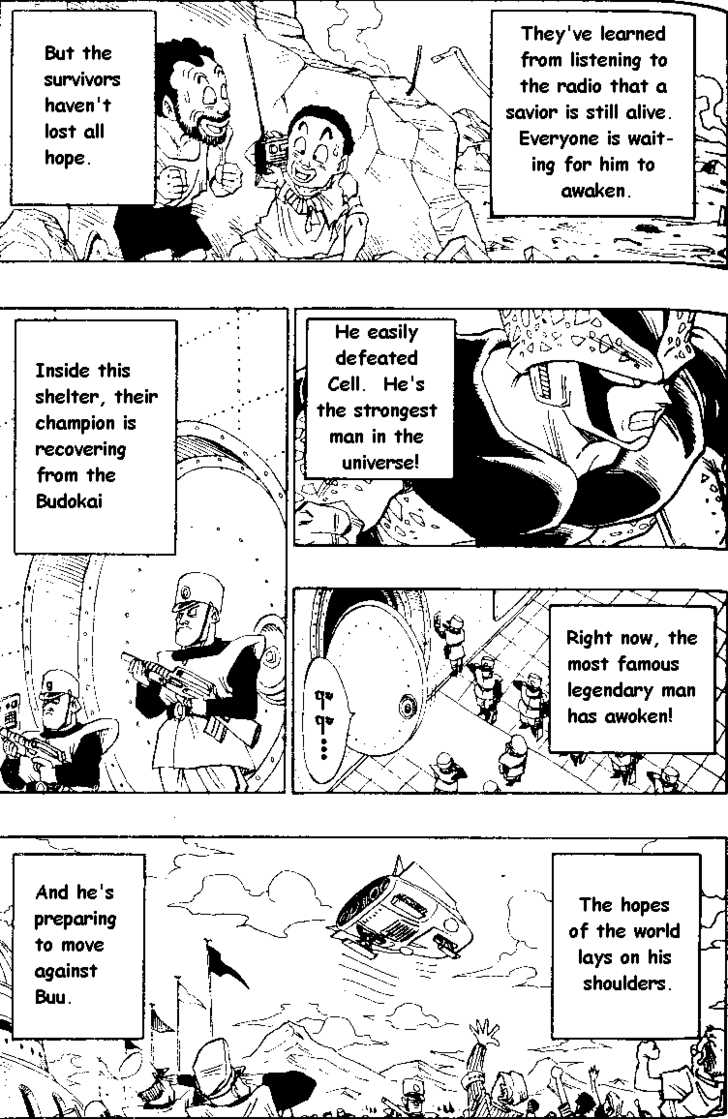 But the
survivors
haven't
lost all
hope.
They've learned
from listening to
the radio that a
savior is still alive.
Everyone is wait-
ing for him to
awaken.
Inside this
shelter, their
champion is
recovering
from the
Budokai
He easily
defeated
Cell. He's
the strongest
man in the
universe!
Right now, the
most famous
legendary man
has awoken!
And he's
preparing
to move
against
Buu.
The hopes
of the world
lays on his
shoulders.